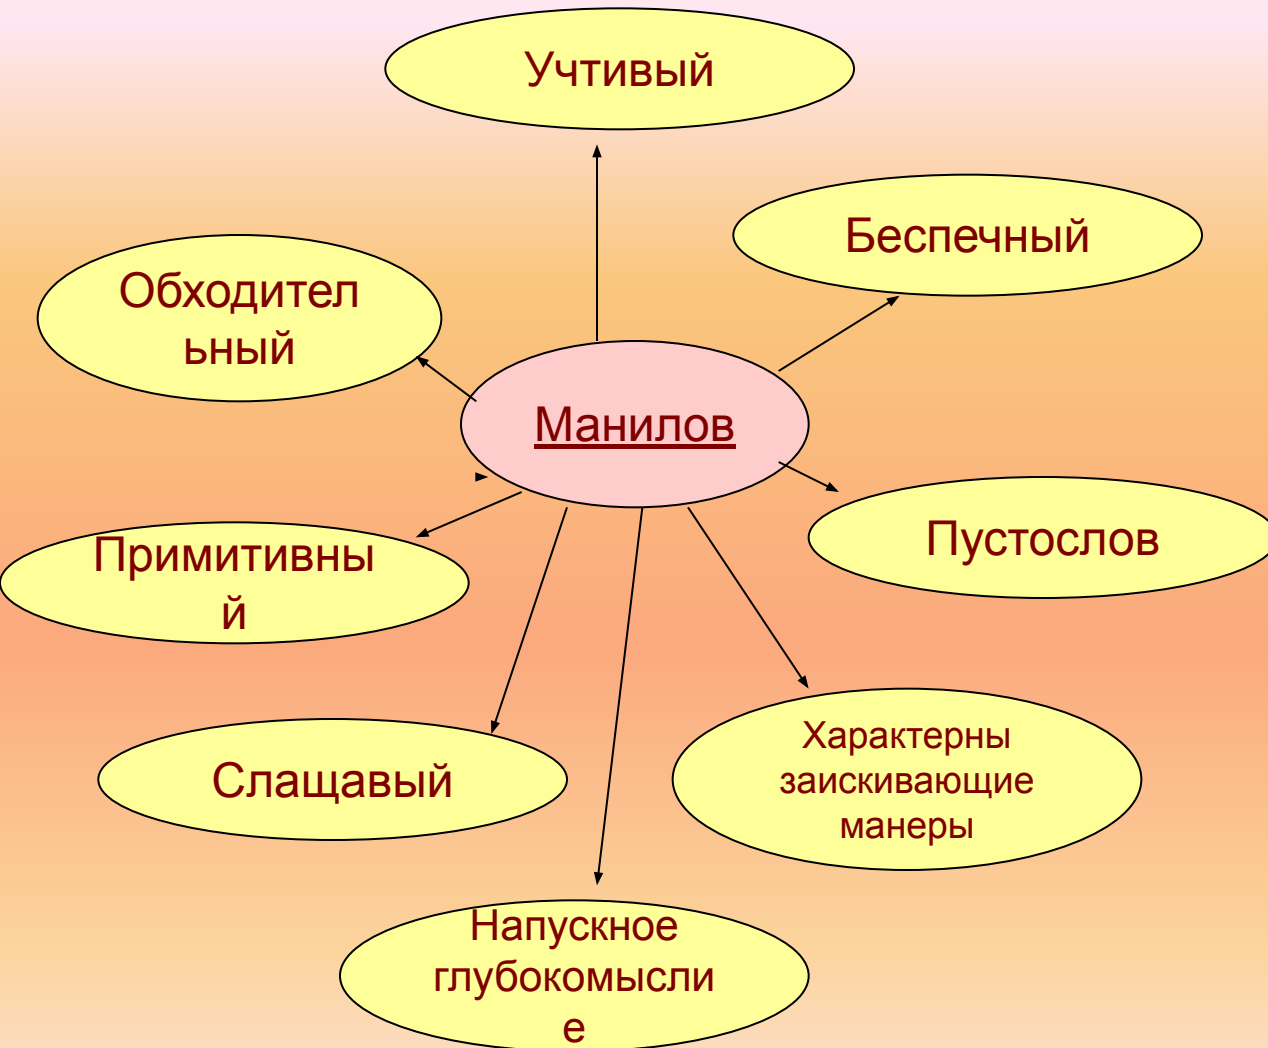 Учтивый
Беспечный
Обходител
ьный
Манилов
Пустослов
Примитивны
й
Слащавый
Характерны
заискивающие
манеры
Напускное
глубокомысли
е